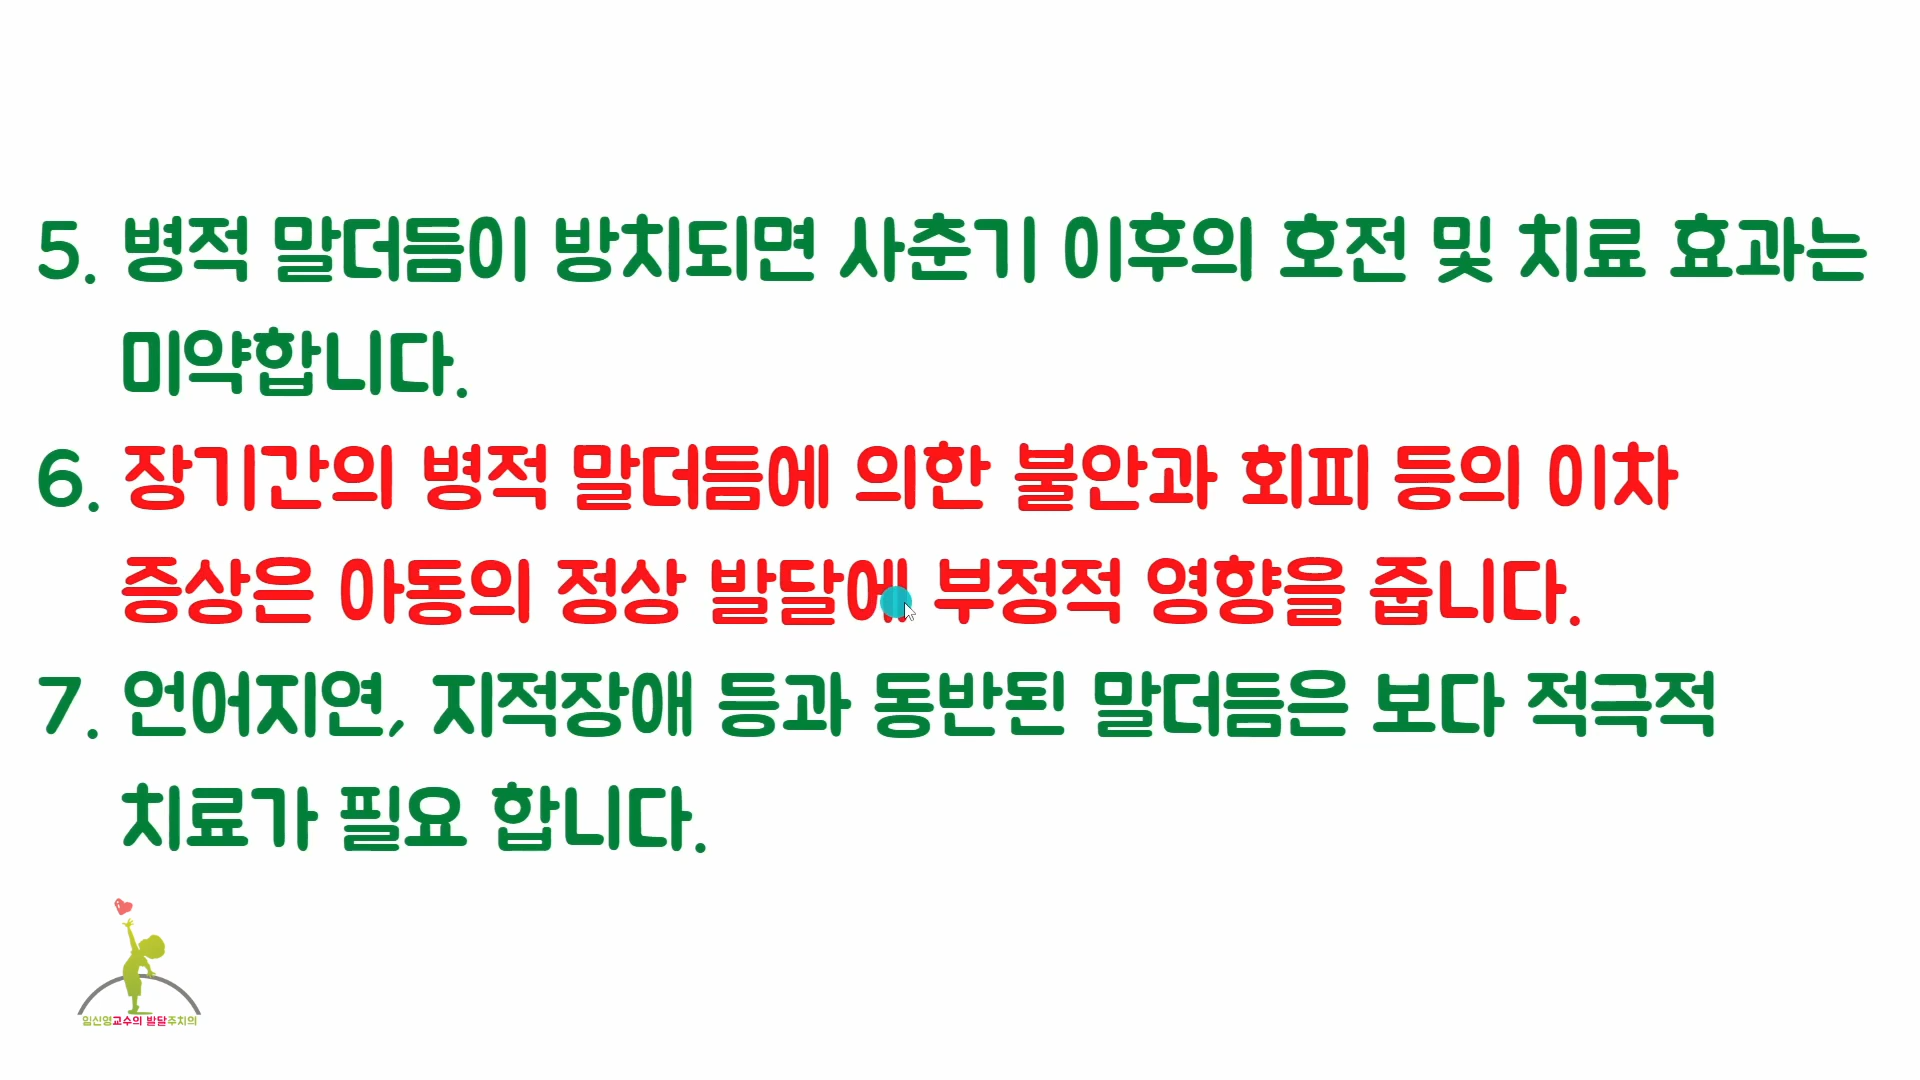 5. 병적 말더듬이 방치되면 사춘기 이후의 호전 및 치료 효과는
미약합니다.
6. 장기간의 병적 말더듬에 의한 불안과 회피 등의 이차
증상은 아동의 정상 발달에 부정적 영향을 줍니다.
7. 언어지연, 지적장애 등과 동반된 말더듬은 보다 적극적
치료가 필요 합니다.
임신영교수의 발달주치의